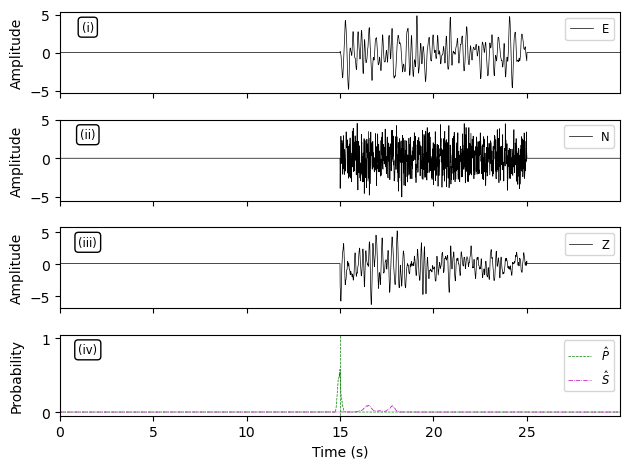 5
(i)
E
0
Amplitude
−5
5
(ii)
N
0
Amplitude
−5
5
(iii)
Z
0
Amplitude
−5
1
(iv)
P̂
Ŝ
Probability
0
0 5 10 15 20 25
Time (s)